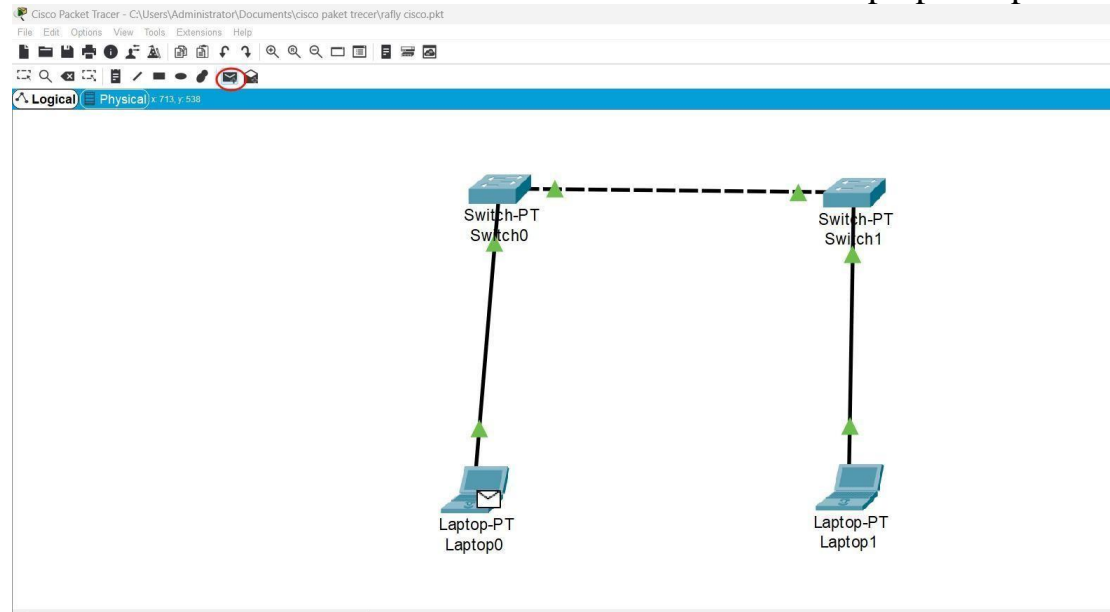 Cisco Packet Tracer - C:\Users\Administrator\Documents\cisco paket trecer\rafly cisco.pkt
File Edit Options View Tools Extensions Help
Logical Physical x: 713, y: 538
Switch-PT
Switch0
Switch-PT
Switch1
Laptop-PT
Laptop0
Laptop-PT
Laptop1